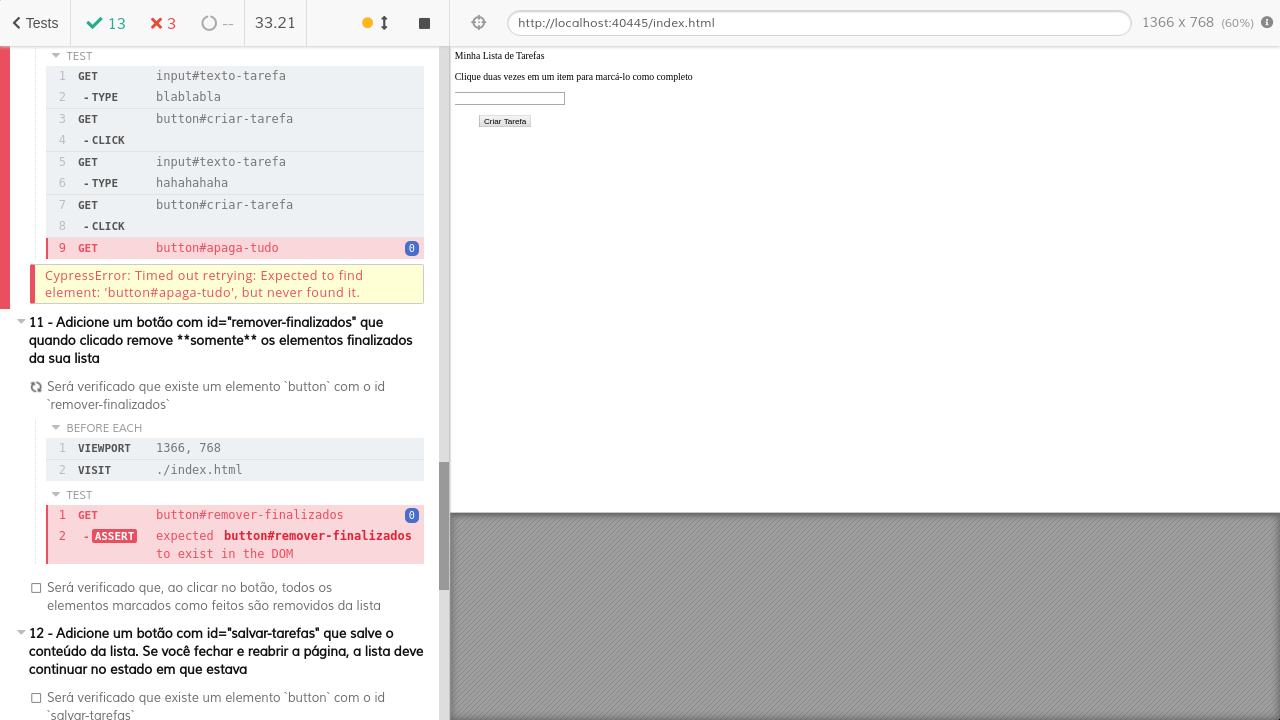 Tests 13 3 -- 33.21 http://localhost:40445/index.html 1366 x 768 (60%)
TEST
1 GET input#texto-tarefa
2 - TYPE blablabla
3 GET button#criar-tarefa
4 - CLICK
5 GET input#texto-tarefa
6 - TYPE hahahahaha
7 GET button#criar-tarefa
8 - CLICK
9 GET button#apaga-tudo 0
CypressError: Timed out retrying: Expected to find
element: 'button#apaga-tudo', but never found it.
11 - Adicione um botão com id="remover-finalizados" que
quando clicado remove **somente** os elementos finalizados
da sua lista
Será verificado que existe um elemento `button` com o id
`remover-finalizados`
BEFORE EACH
1 VIEWPORT 1366, 768
2 VISIT ./index.html
TEST
1 GET button#remover-finalizados 0
2 - ASSERT expected button#remover-finalizados
to exist in the DOM
Será verificado que, ao clicar no botão, todos os
elementos marcados como feitos são removidos da lista
12 - Adicione um botão com id="salvar-tarefas" que salve o
conteúdo da lista. Se você fechar e reabrir a página, a lista deve
continuar no estado em que estava
Será verificado que existe um elemento `button` com o id
`salvar-tarefas`
Minha Lista de Tarefas
Clique duas vezes em um item para marcá-lo como completo
Criar Tarefa